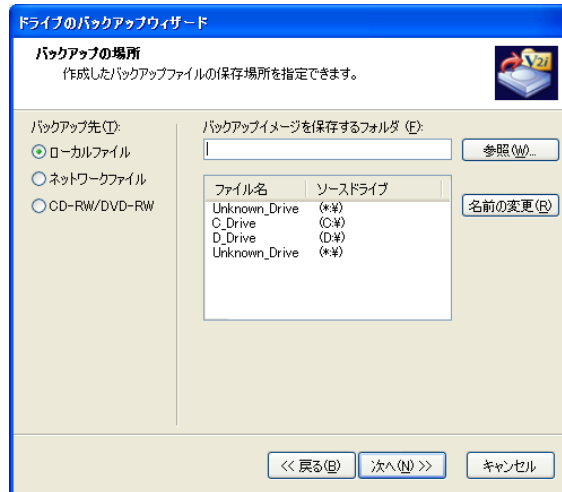 ドライブのバックアップウィザード
バックアップの場所
作成したバックアップファイルの保存場所を指定できます。
V2i
バックアップ先(T):
ローカルファイル
ネットワークファイル
CD-RW/DVD-RW
バックアップイメージを保存するフォルダ (F):
参照(W)...
ファイル名 ソースドライブ
Unknown_Drive (*:¥)
C_Drive (C:¥)
D_Drive (D:¥)
Unknown_Drive (*:¥)
名前の変更(R)
<< 戻る(B) 次へ(N) >> キャンセル